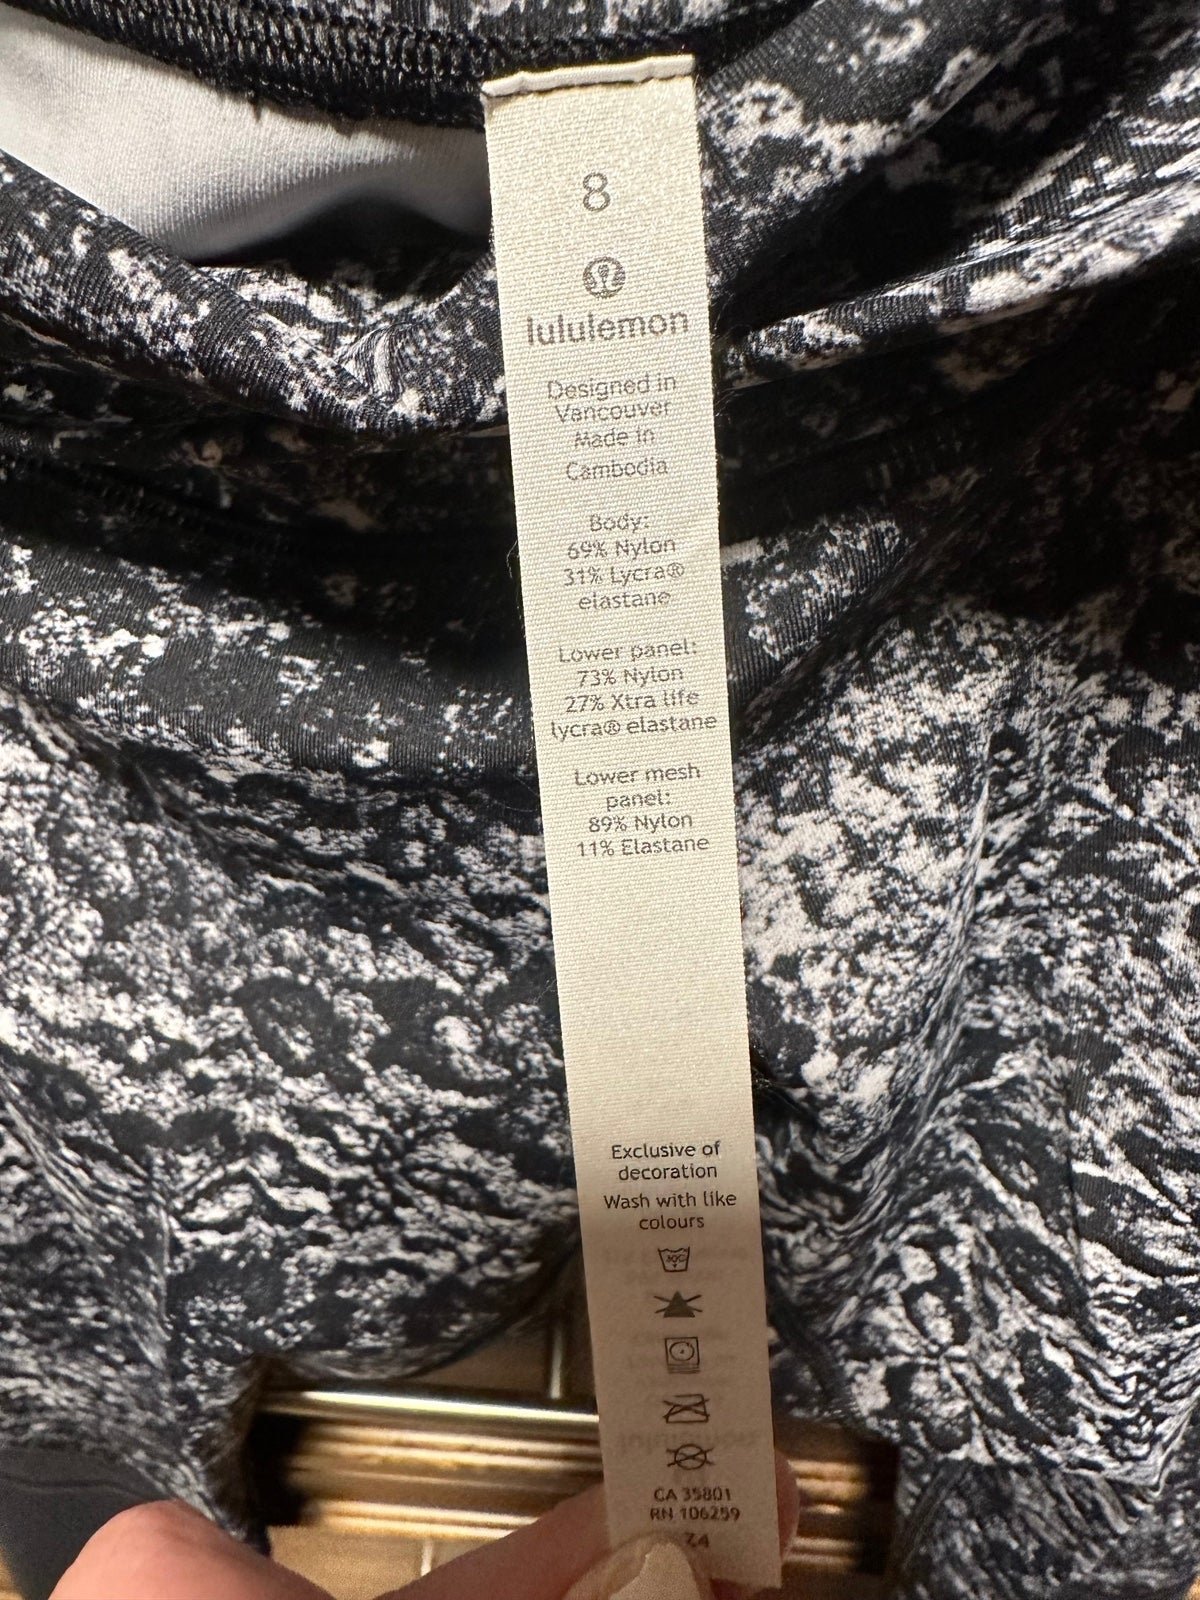 8
lululemon
Designed in
Vancouver
Made in
Cambodia
Body:
69% Nylon
31% Lycra®
elastane
Lower panel:
73% Nylon
27% Xtra life
lycra® elastane
Lower mesh
panel:
89% Nylon
11% Elastane
Exclusive of
decoration
Wash with like
colours
30C
CA 35801
RN 106259
Z4